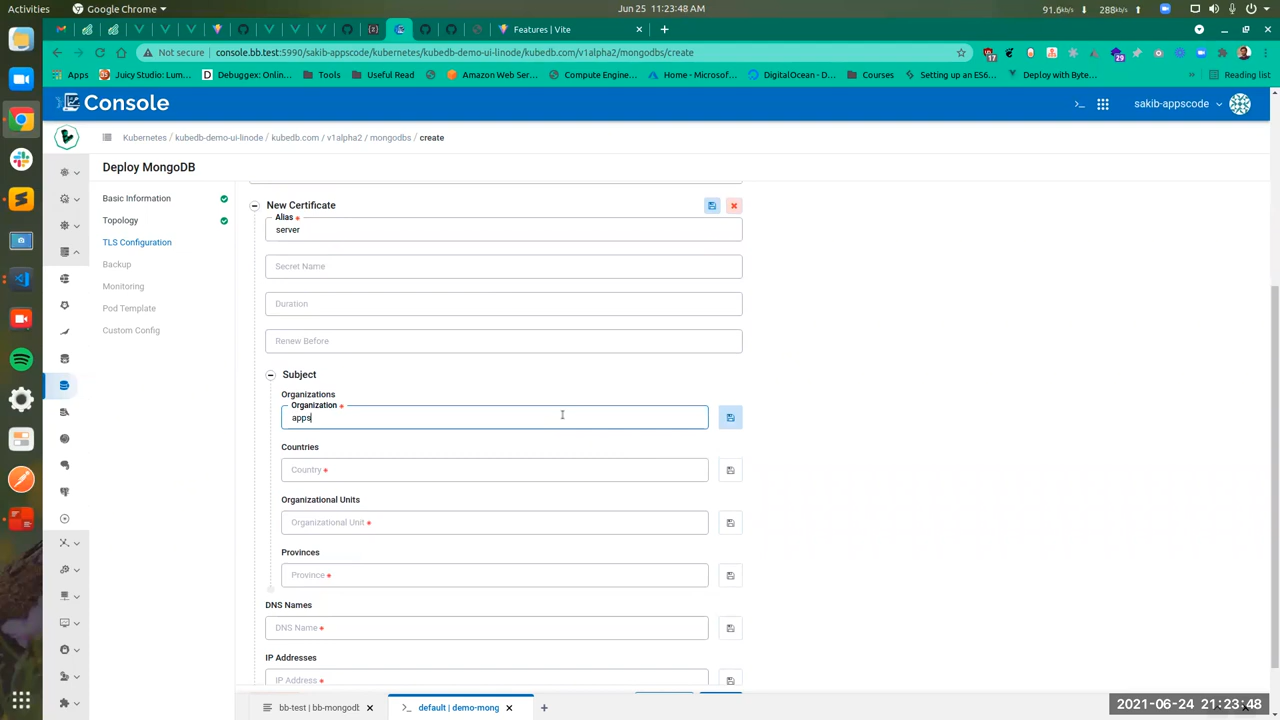 Activities
Google Chrome
Jun 25 11:23:48 AM
91.6kb/s
118.6%
Features | Vite
Not secure
console.bb.test:5990/sakib-appscode/kubernetes/kubedb-demo-ui-linode/kubedb.com/v1alpha2/mongodbs/create
17
29
Apps
Juicy Studio: Lum...
Debuggex: Onlin...
Tools
Useful Read
Amazon Web Ser...
Compute Engine...
Home - Microsof...
DigitalOcean - D...
Courses
Setting up an ES6...
Deploy with Byte...
»
Reading list
Console
sakib-appscode
Kubernetes / kubedb-demo-ui-linode / kubedb.com / v1alpha2 / mongodbs / create
Deploy MongoDB
Basic Information
Topology
TLS Configuration
Backup
Monitoring
Pod Template
Custom Config
New Certificate
Alias *
server
Secret Name
Duration
Renew Before
Subject
Organizations
Organization *
apps
Countries
Country *
Organizational Units
Organizational Unit *
Provinces
Province *
DNS Names
DNS Name *
IP Addresses
IP Address *
bb-test | bb-mongodb
default | demo-mong
2021-06-24 21:23:48